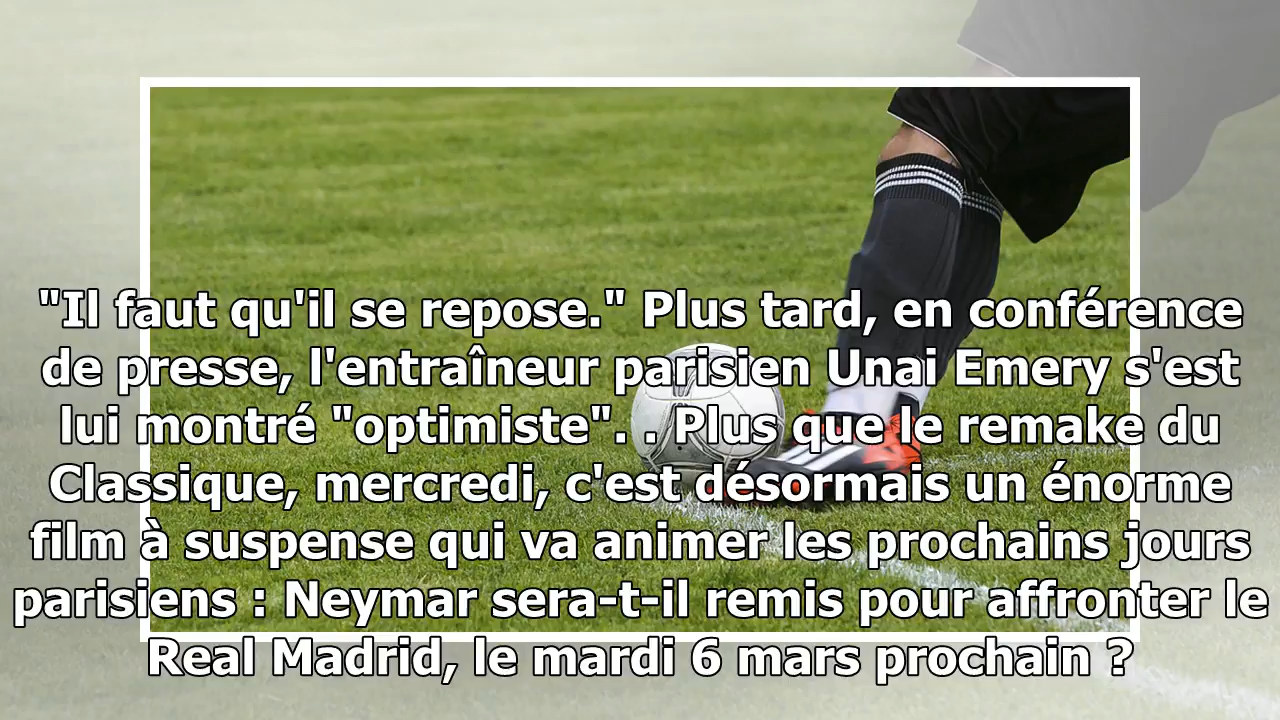 "Il faut qu'il se repose." Plus tard, en conférence
de presse, l'entraîneur parisien Unai Emery s'est
lui montré "optimiste". . Plus que le remake du
Classique, mercredi, c'est désormais un énorme
film à suspense qui va animer les prochains jours
parisiens : Neymar sera-t-il remis pour affronter le
Real Madrid, le mardi 6 mars prochain ?